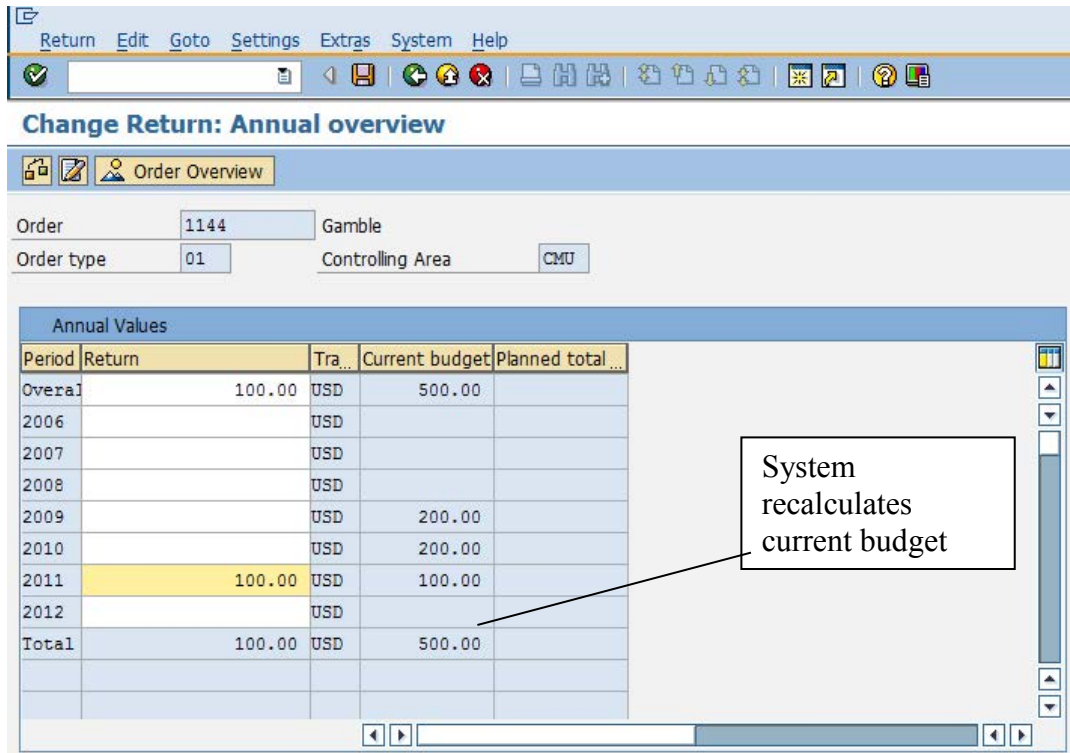 Return Edit Goto Settings Extras System Help
Change Return: Annual overview
Order Overview
Order 1144 Gamble
Order type 01 Controlling Area CMU
Annual Values
Period Return Tra... Current budget Planned total ...
Overal 100.00 USD 500.00
2006 USD
2007 USD
2008 USD
2009 USD 200.00
2010 USD 200.00
2011 100.00 USD 100.00
2012 USD
Total 100.00 USD 500.00
System
recalculates
current budget